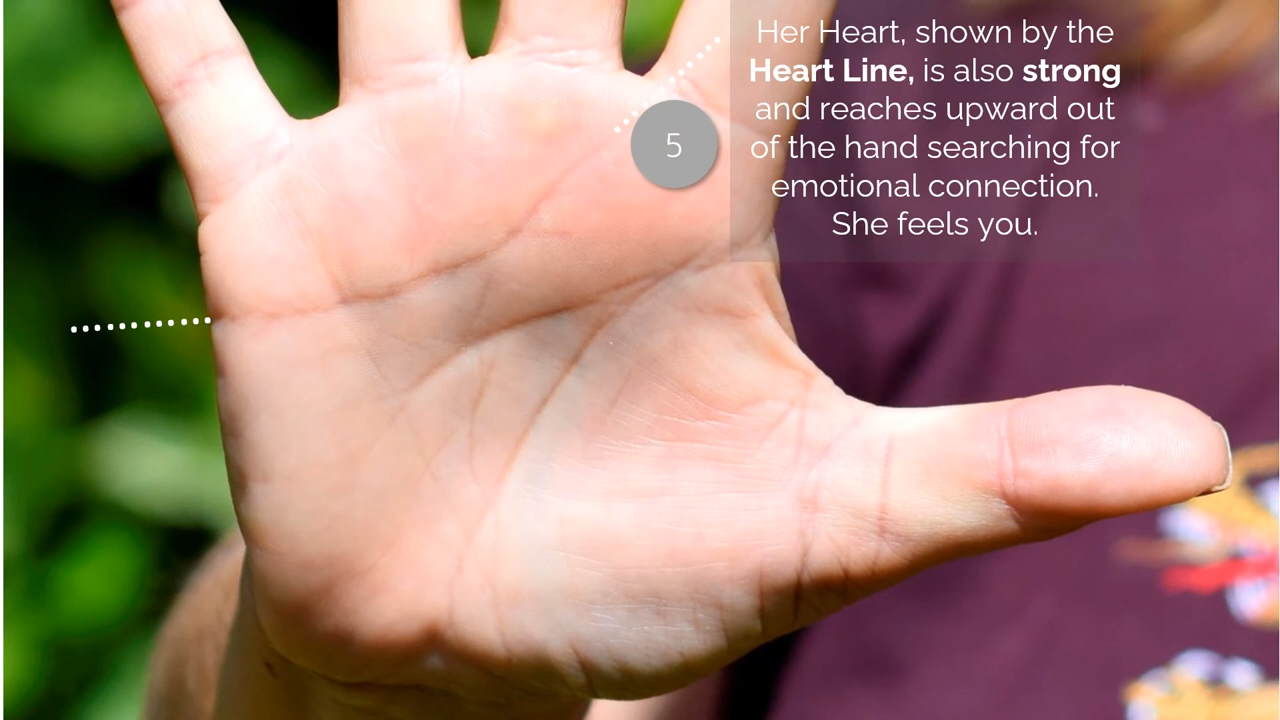 Her Heart, shown by the
Heart Line, is also strong
and reaches upward out
of the hand searching for
emotional connection.
She feels you.
5